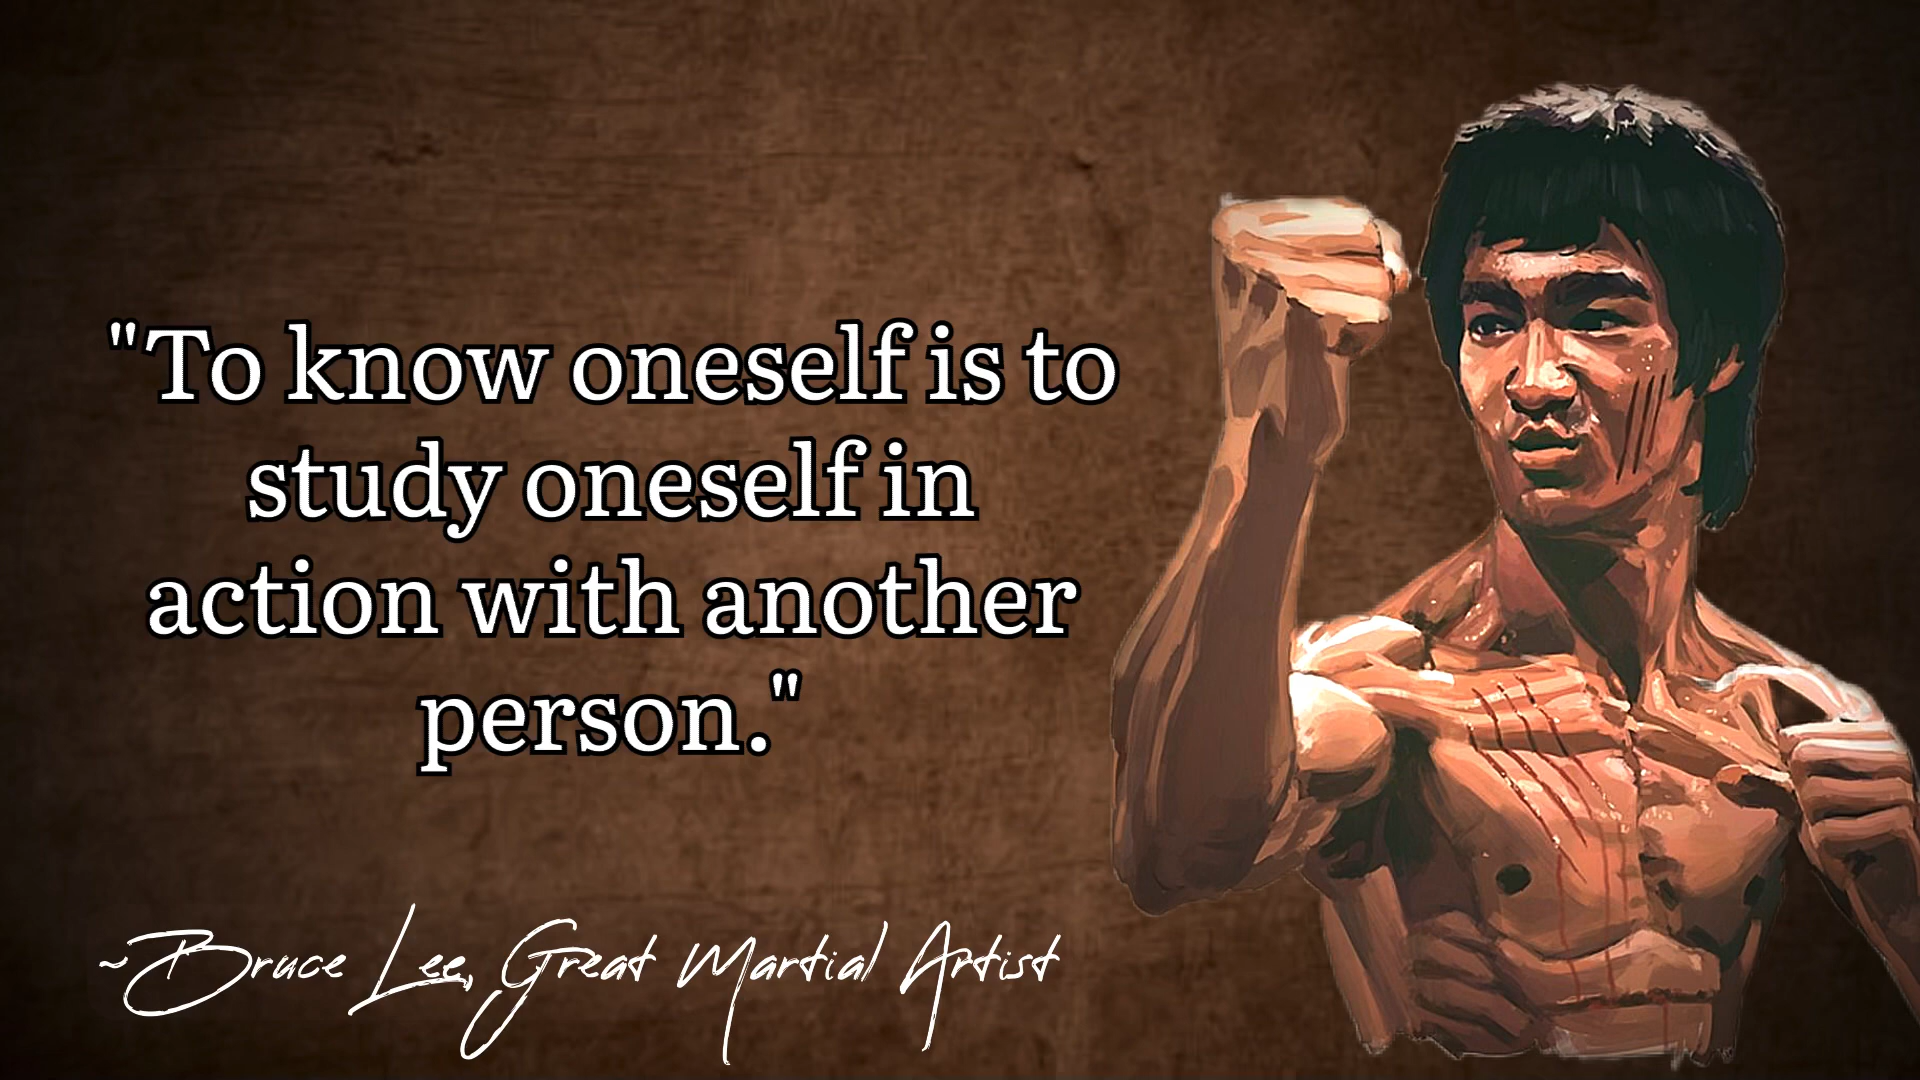 "To know oneself is to
study oneself in
action with another
person."
~Bruce Lee, Great Martial Artist